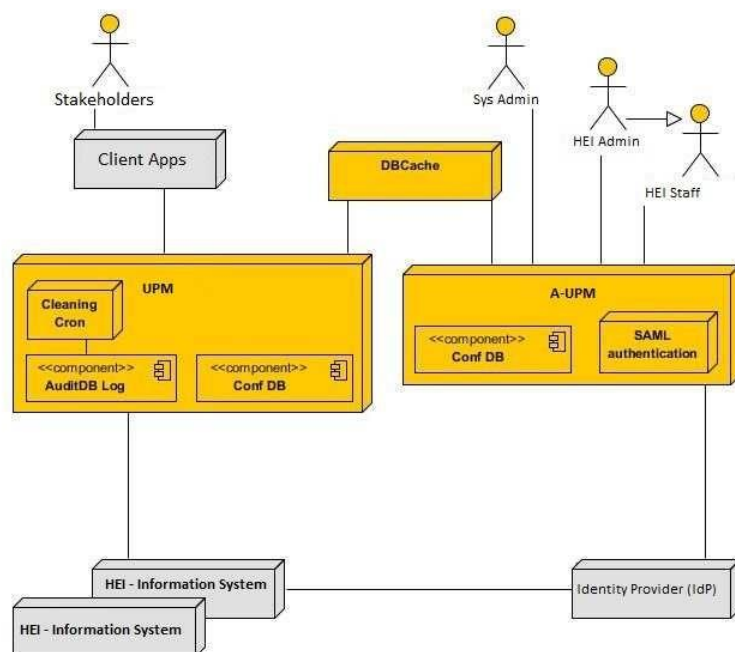 Stakeholders
Sys Admin
HEI Admin
HEI Staff
Client Apps
DBCache
UPM
Cleaning
Cron
<<component>>
AuditDB Log
<<component>>
Conf DB
A-UPM
<<component>>
Conf DB
SAML
authentication
HEI - Information System
HEI - Information System
Identity Provider (IdP)